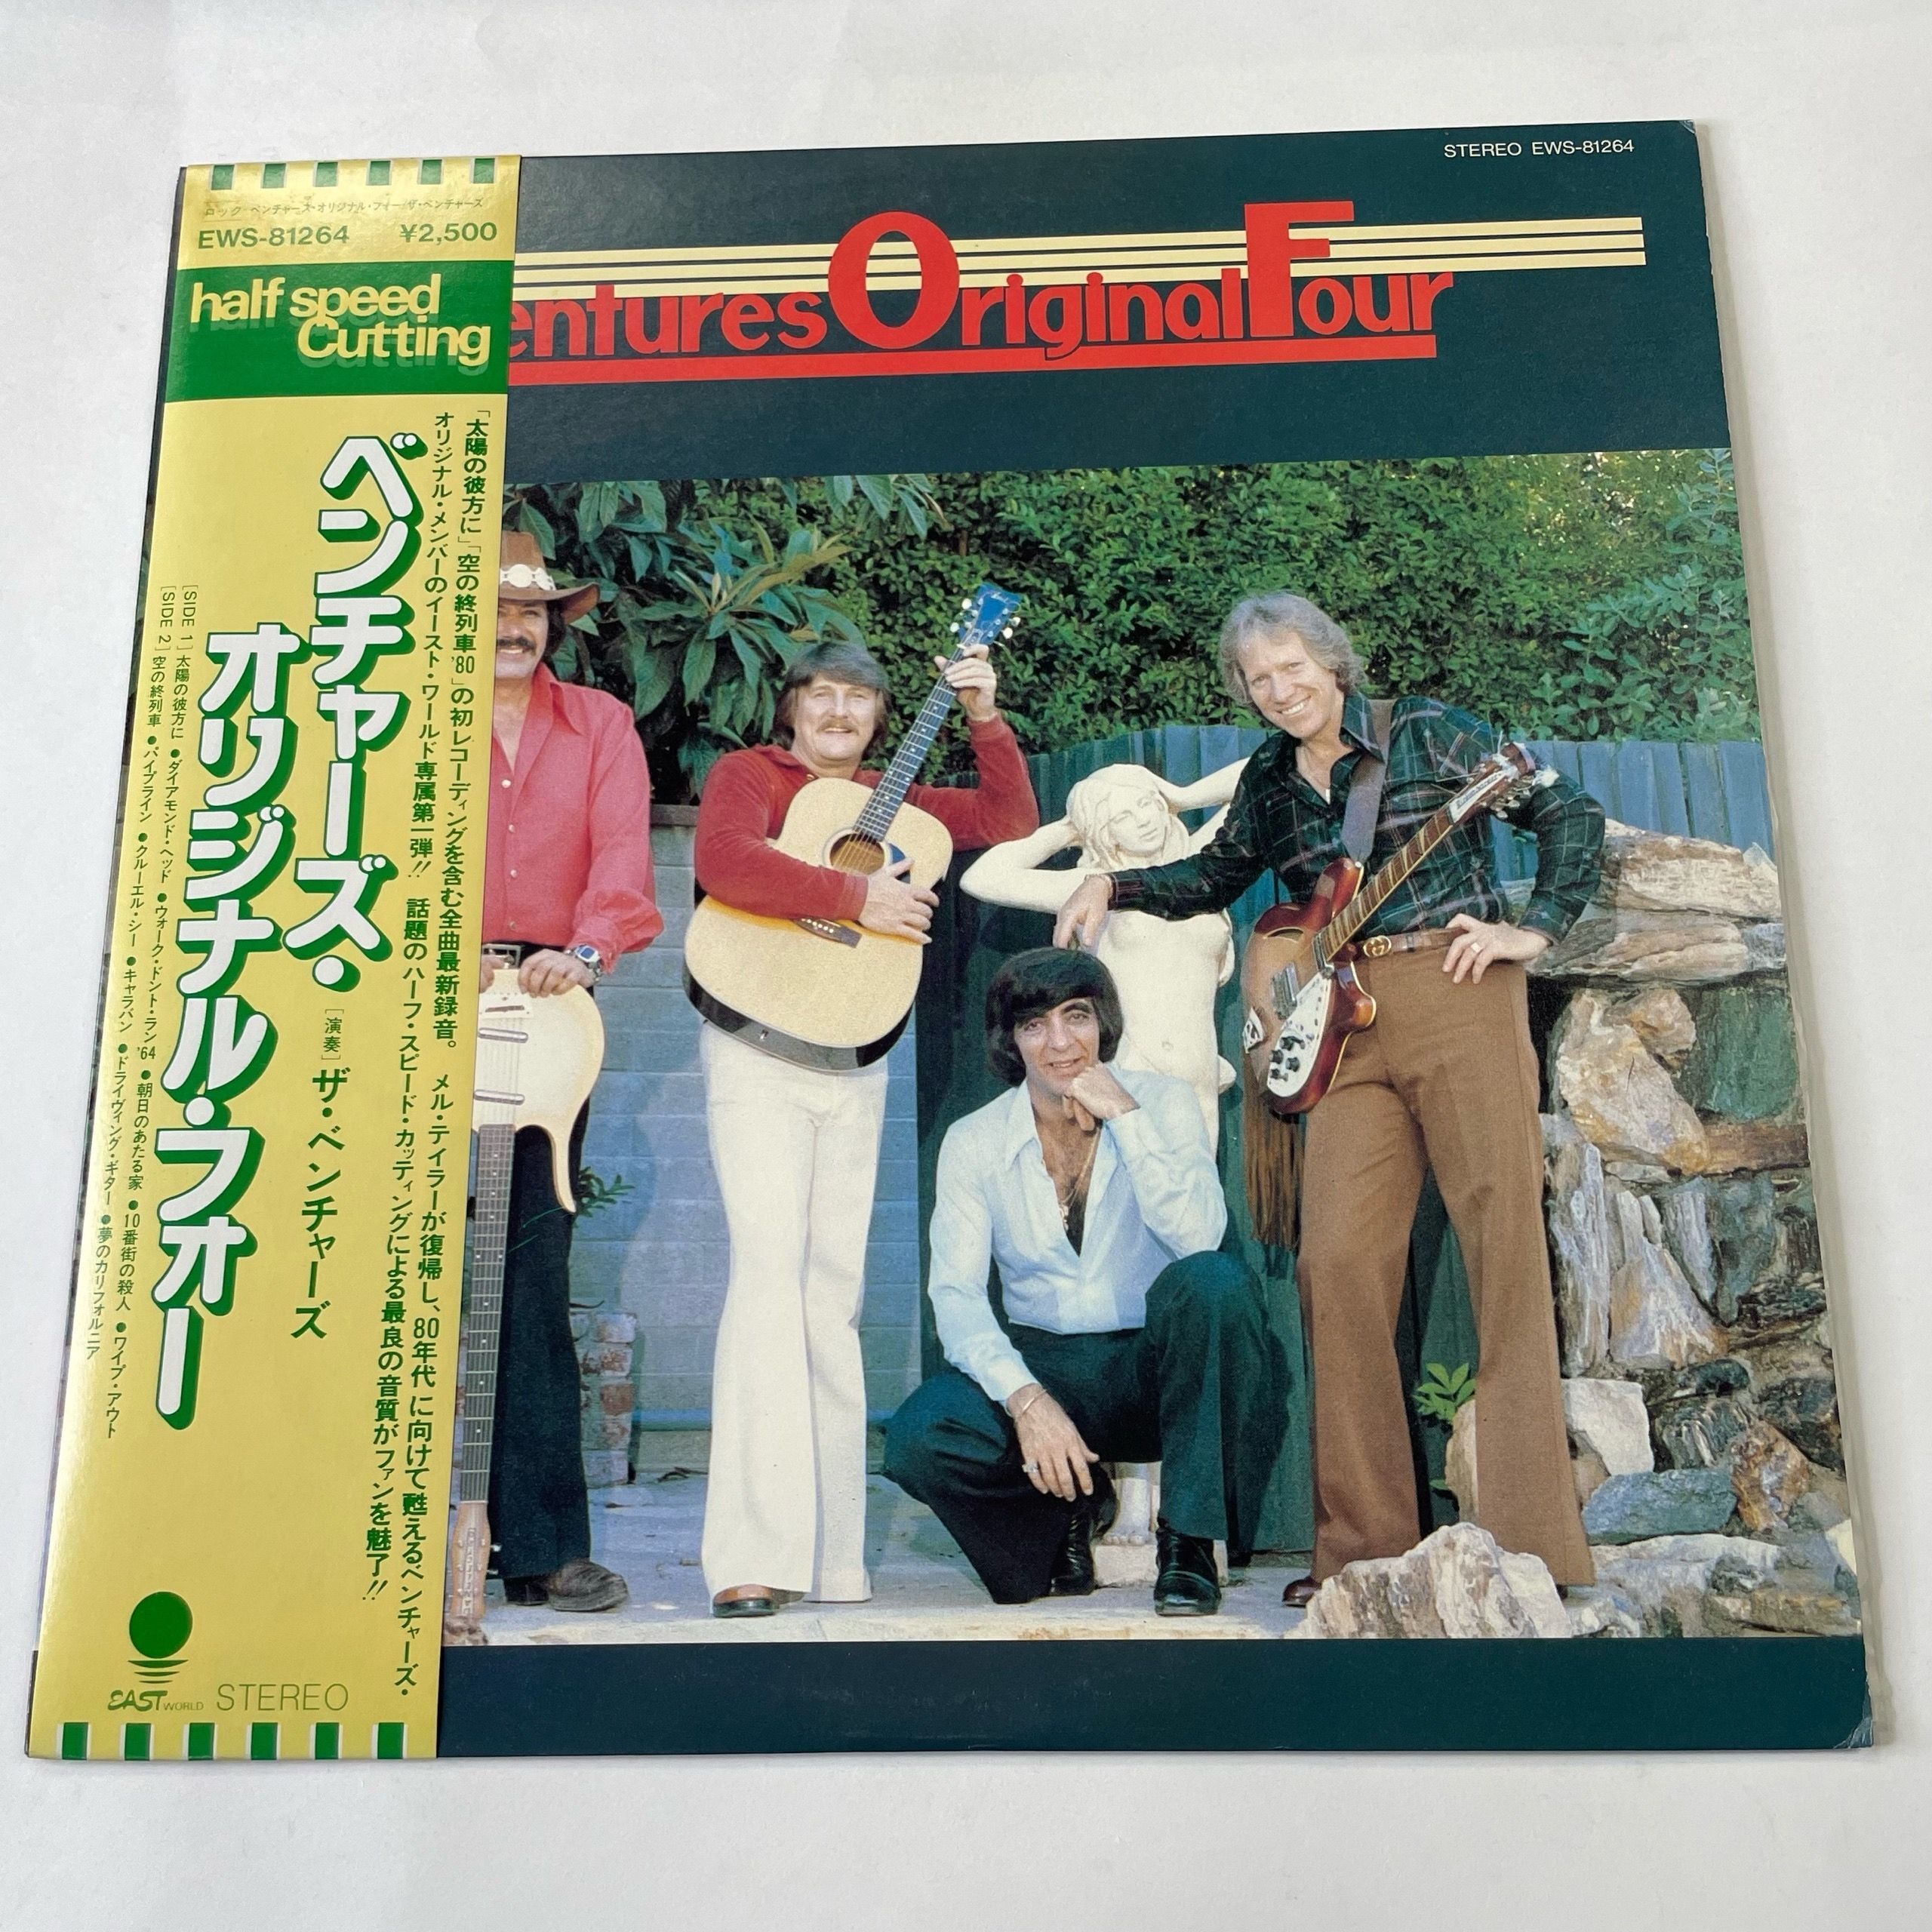 STEREO EWS-81264
ロック ベンチャーズ・オリジナル・フォー ザ・ベンチャーズ
EWS-81264 ¥2,500
half speed
Cutting
entures Original Four
「太陽の彼方に」「空の終列車'80」の初レコーディングを含む全曲最新録音。 メル・テイラーが復帰し、80年代に向けて甦えるベンチャーズ・
オリジナル・メンバーのイースト・ワールド専属第一弾!! 話題のハーフ・スピード・カッティングによる最良の音質がファンを魅了!!
ベンチャーズ・
オリジナル・フォー
[演奏] ザ・ベンチャーズ
[SIDE 1] 太陽の彼方に ●ダイアモンド・ヘッド ●ウォーク・ドント・ラン'64 ●朝日のあたる家 ●10番街の殺人 ●ワイプ・アウト
[SIDE 2] 空の終列車 ●パイプライン ●クルーエル・シー ●キャラバン ●ドライヴィング・ギター ●夢のカリフォルニア
EAST WORLD STEREO